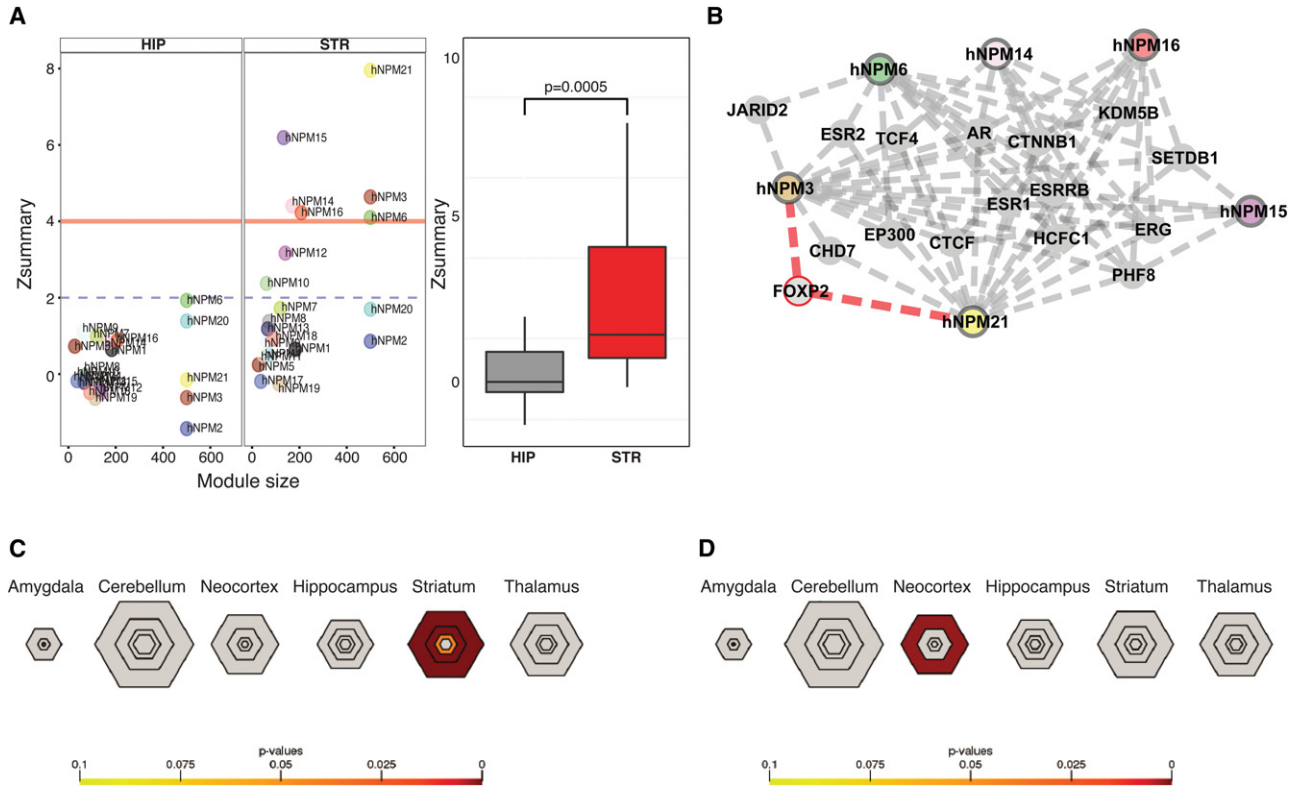 A
HIP
STR
Zsummary
8
6
4
2
0
hNPM21
hNPM15
hNPM14
hNPM3
hNPM16
hNPM6
hNPM12
hNPM10
hNPM7
hNPM20
hNPM8
hNPM13
hNPM18
hNPM1
hNPM2
hNPM5
hNPM17
hNPM19
hNPM6
hNPM20
hNPM9
hNPM16
hNPM1
hNPM8
hNPM19
hNPM21
hNPM3
hNPM2
0
200
400
600
0
200
400
600
Module size
Zsummary
10
5
0
p=0.0005
HIP
STR
B
hNPM6
hNPM14
hNPM16
JARID2
ESR2
TCF4
AR
CTNNB1
KDM5B
SETDB1
hNPM3
ESRRB
ESR1
hNPM15
CHD7
EP300
CTCF
HCFC1
ERG
PHF8
FOXP2
hNPM21
C
Amygdala
Cerebellum
Neocortex
Hippocampus
Striatum
Thalamus
p-values
0.1
0.075
0.05
0.025
0
D
Amygdala
Cerebellum
Neocortex
Hippocampus
Striatum
Thalamus
p-values
0.1
0.075
0.05
0.025
0